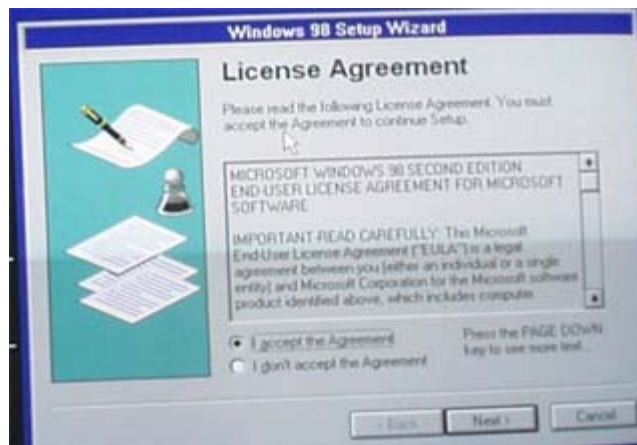 Windows 98 Setup Wizard
License Agreement
Please read the following License Agreement. You must
accept the Agreement to continue Setup.
MICROSOFT WINDOWS 98 SECOND EDITION
END-USER LICENSE AGREEMENT FOR MICROSOFT
SOFTWARE
IMPORTANT-READ CAREFULLY: This Microsoft
End-User License Agreement ("EULA") is a legal
agreement between you (either an individual or a single
entity) and Microsoft Corporation for the Microsoft software
product identified above, which includes computer
I accept the Agreement
I don't accept the Agreement
Press the PAGE DOWN
key to see more text.
< Back
Next >
Cancel